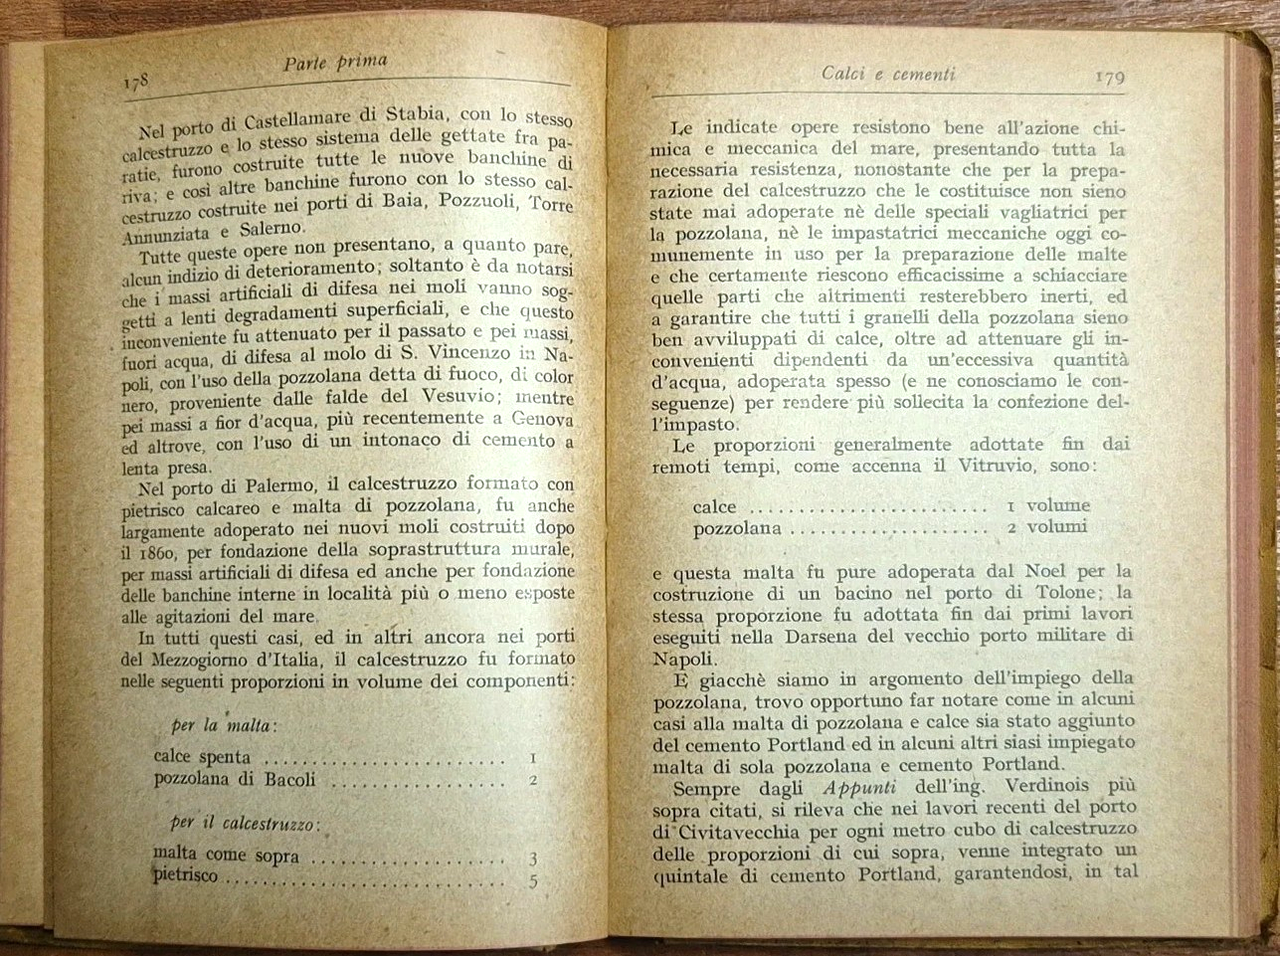 178
Parte prima
Nel porto di Castellamare di Stabia, con lo stesso
calcestruzzo e lo stesso sistema delle gettate fra pa-
ratie, furono costruite tutte le nuove banchine di
riva; e così altre banchine furono con lo stesso cal-
cestruzzo costruite nei porti di Baia, Pozzuoli, Torre
Annunziata e Salerno.
Tutte queste opere non presentano, a quanto pare,
alcun indizio di deterioramento; soltanto è da notarsi
che i massi artificiali di difesa nei moli vanno sog-
getti a lenti degradamenti superficiali, e che questo
inconveniente fu attenuato per il passato e pei massi,
fuori acqua, di difesa al molo di S. Vincenzo in Na-
poli, con l'uso della pozzolana detta di fuoco, di color
nero, proveniente dalle falde del Vesuvio; mentre
pei massi a fior d'acqua, più recentemente a Genova
ed altrove, con l'uso di un intonaco di cemento a
lenta presa.
Nel porto di Palermo, il calcestruzzo formato con
pietrisco calcareo e malta di pozzolana, fu anche
largamente adoperato nei nuovi moli costruiti dopo
il 1860, per fondazione della soprastruttura murale,
per massi artificiali di difesa ed anche per fondazione
delle banchine interne in località più o meno esposte
alle agitazioni del mare.
In tutti questi casi, ed in altri ancora nei porti
del Mezzogiorno d'Italia, il calcestruzzo fu formato
nelle seguenti proporzioni in volume dei componenti:
per la malta:
calce spenta ........................ 1
pozzolana di Bacoli .................. 2
per il calcestruzzo:
malta come sopra .................... 3
pietrisco ............................ 5
Calci e cementi
179
Le indicate opere resistono bene all'azione chi-
mica e meccanica del mare, presentando tutta la
necessaria resistenza, nonostante che per la prepa-
razione del calcestruzzo che le costituisce non sieno
state mai adoperate nè delle speciali vagliatrici per
la pozzolana, nè le impastatrici meccaniche oggi co-
munemente in uso per la preparazione delle malte
e che certamente riescono efficacissime a schiacciare
quelle parti che altrimenti resterebbero inerti, ed
a garantire che tutti i granelli della pozzolana sieno
ben avviluppati di calce, oltre ad attenuare gli in-
convenienti dipendenti da un'eccessiva quantità
d'acqua, adoperata spesso (e ne conosciamo le con-
seguenze) per rendere più sollecita la confezione del-
l'impasto.
Le proporzioni generalmente adottate fin dai
remoti tempi, come accenna il Vitruvio, sono:
calce ........................ 1 volume
pozzolana .................... 2 volumi
e questa malta fu pure adoperata dal Noel per la
costruzione di un bacino nel porto di Tolone; la
stessa proporzione fu adottata fin dai primi lavori
eseguiti nella Darsena del vecchio porto militare di
Napoli.
E giacchè siamo in argomento dell'impiego della
pozzolana, trovo opportuno far notare come in alcuni
casi alla malta di pozzolana e calce sia stato aggiunto
del cemento Portland ed in alcuni altri siasi impiegato
malta di sola pozzolana e cemento Portland.
Sempre dagli Appunti dell'ing. Verdinois più
sopra citati, si rileva che nei lavori recenti del porto
di Civitavecchia per ogni metro cubo di calcestruzzo
delle proporzioni di cui sopra, venne integrato un
quintale di cemento Portland, garantendosi, in tal